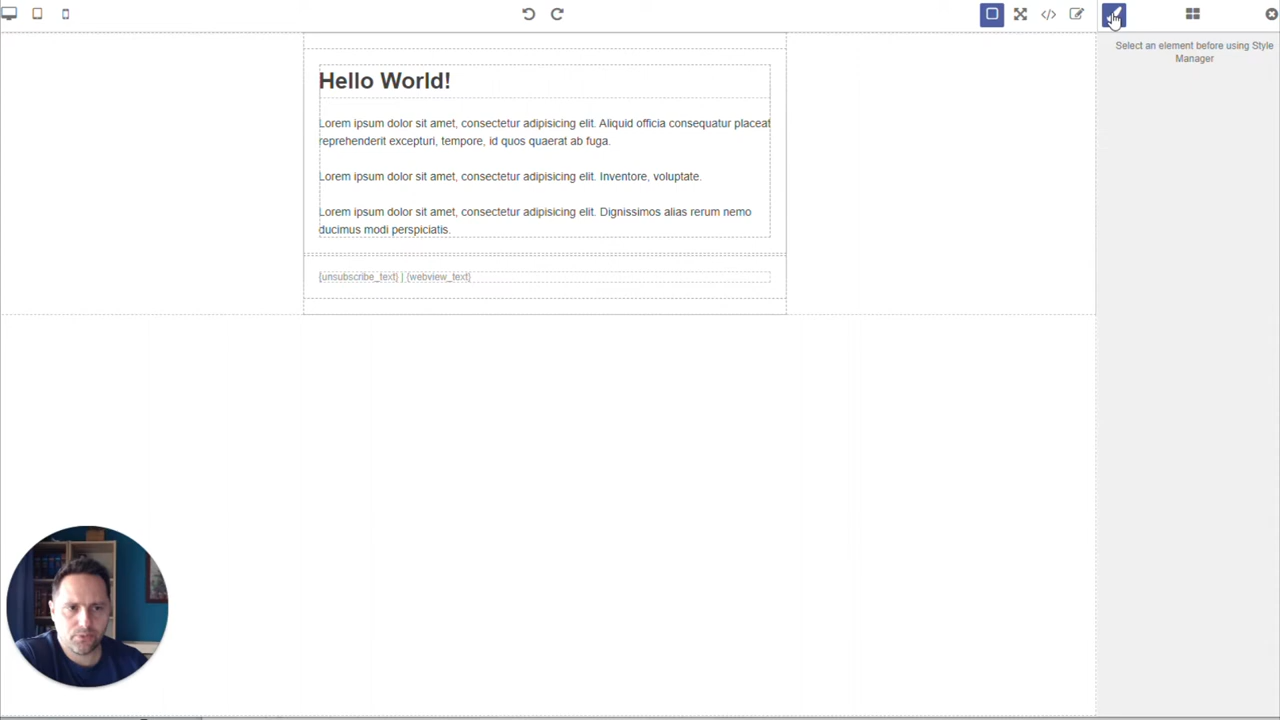 Select an element before using Style
Manager
Hello World!
Lorem ipsum dolor sit amet, consectetur adipisicing elit. Aliquid officia consequatur placeat
reprehenderit excepturi, tempore, id quos quaerat ab fuga.
Lorem ipsum dolor sit amet, consectetur adipisicing elit. Inventore, voluptate.
Lorem ipsum dolor sit amet, consectetur adipisicing elit. Dignissimos alias rerum nemo
ducimus modi perspiciatis.
{unsubscribe_text} | {webview_text}